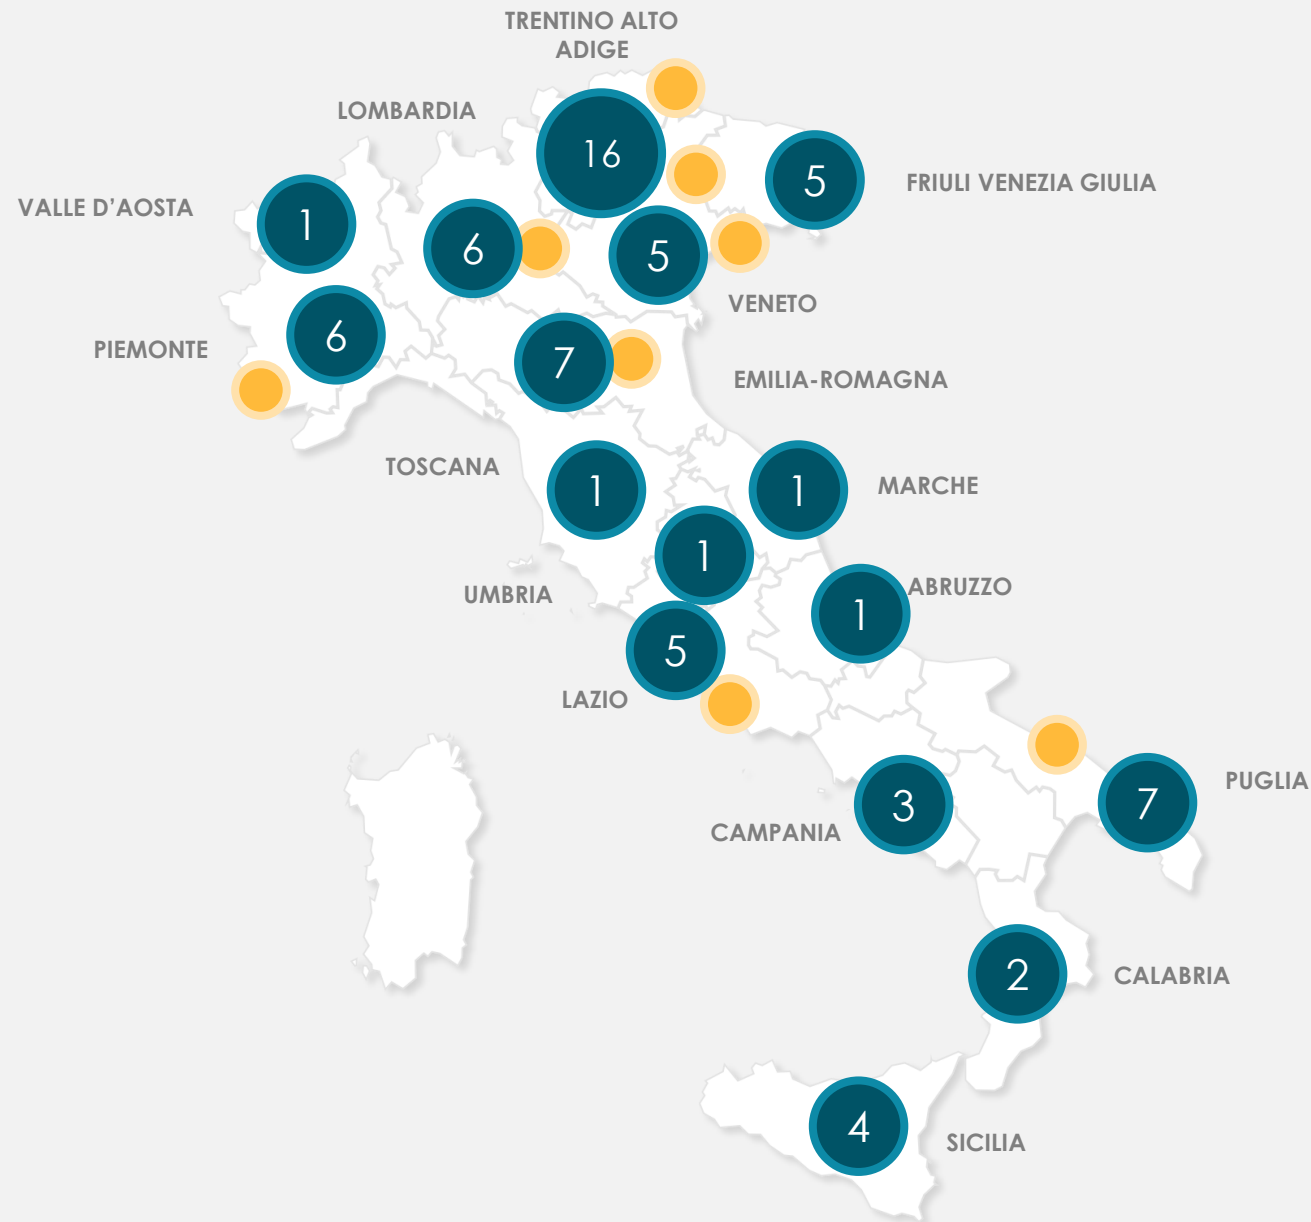 TRENTINO ALTO
ADIGE
LOMBARDIA
16
5
FRIULI VENEZIA GIULIA
VALLE D'AOSTA
1
6
5
VENETO
PIEMONTE
6
7
EMILIA-ROMAGNA
TOSCANA
1
1
MARCHE
1
UMBRIA
ABRUZZO
1
5
LAZIO
PUGLIA
7
3
CAMPANIA
2
CALABRIA
4
SICILIA